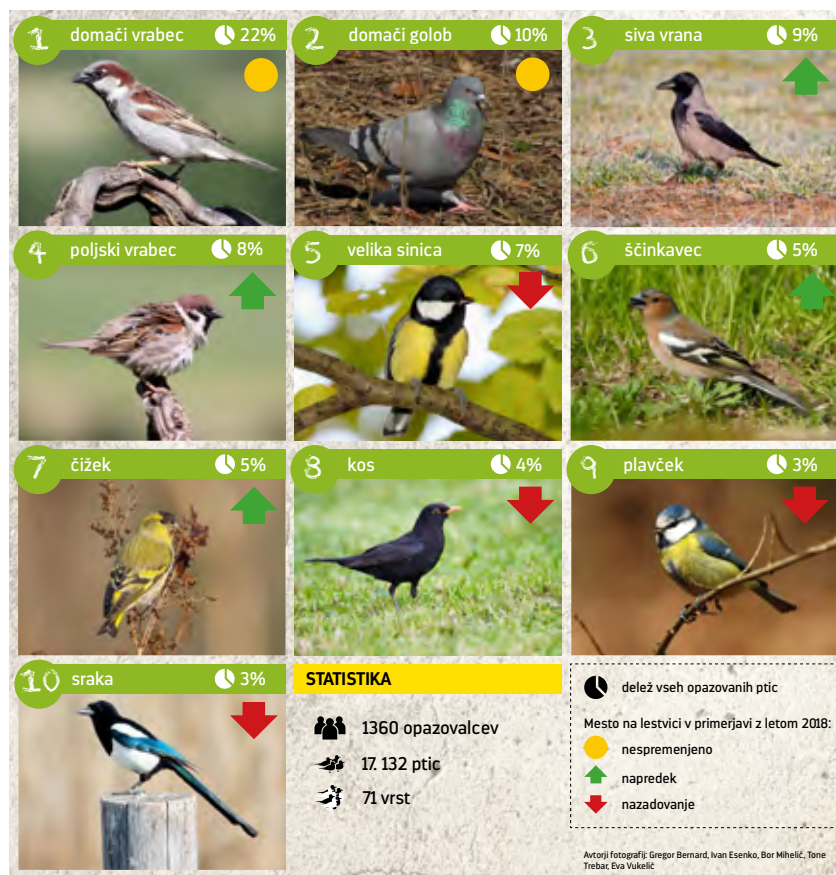 1 domači vrabec 22%
2 domači golob 10%
3 siva vrana 9%
4 poljski vrabec 8%
5 velika sinica 7%
6 ščinkavec 5%
7 čižek 5%
8 kos 4%
9 plavček 3%
10 sraka 3%
STATISTIKA
1360 opazovalcev
17. 132 ptic
71 vrst
delež vseh opazovanih ptic
Mesto na lestvici v primerjavi z letom 2018:
nespremenjeno
napredek
nazadovanje
Avtorji fotografij: Gregor Bernard, Ivan Esenko, Bor Mihelič, Tone
Trebar, Eva Vukelič